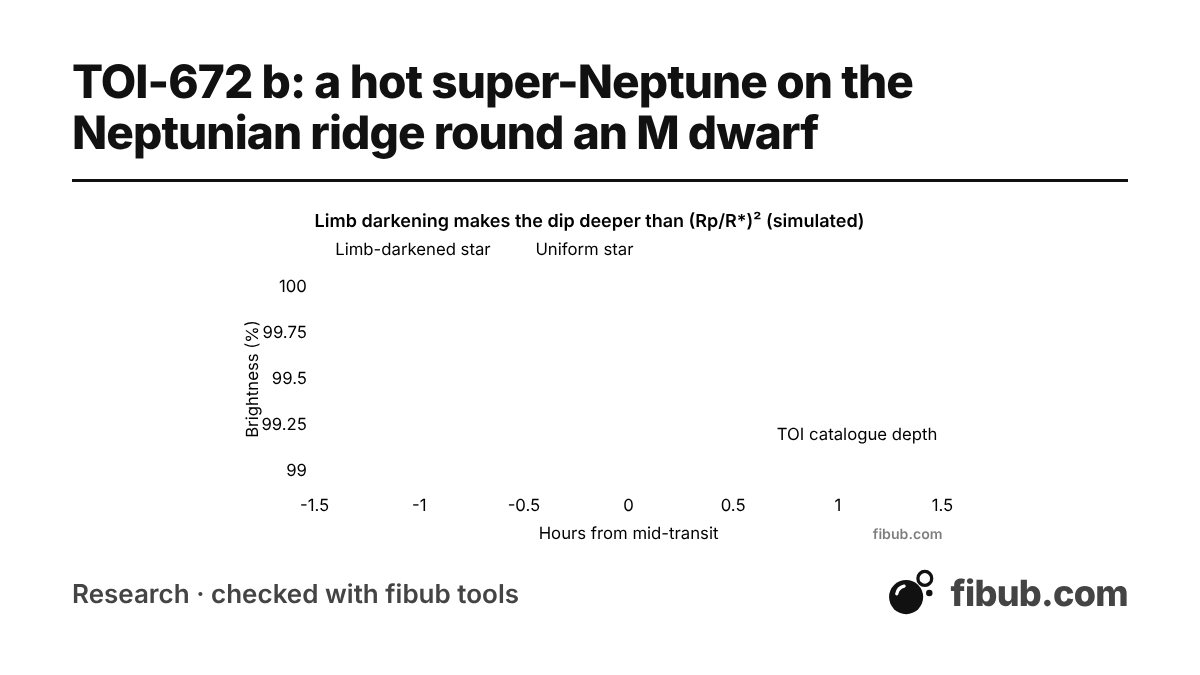 TOI-672 b: a hot super-Neptune on the
Neptunian ridge round an M dwarf
Limb darkening makes the dip deeper than (Rp/R*)² (simulated)
Limb-darkened star Uniform star
100
99.75
99.5
99.25
99
Brightness (%)
TOI catalogue depth
-1.5 -1 -0.5 0 0.5 1 1.5
Hours from mid-transit
fibub.com
Research · checked with fibub tools
fibub.com